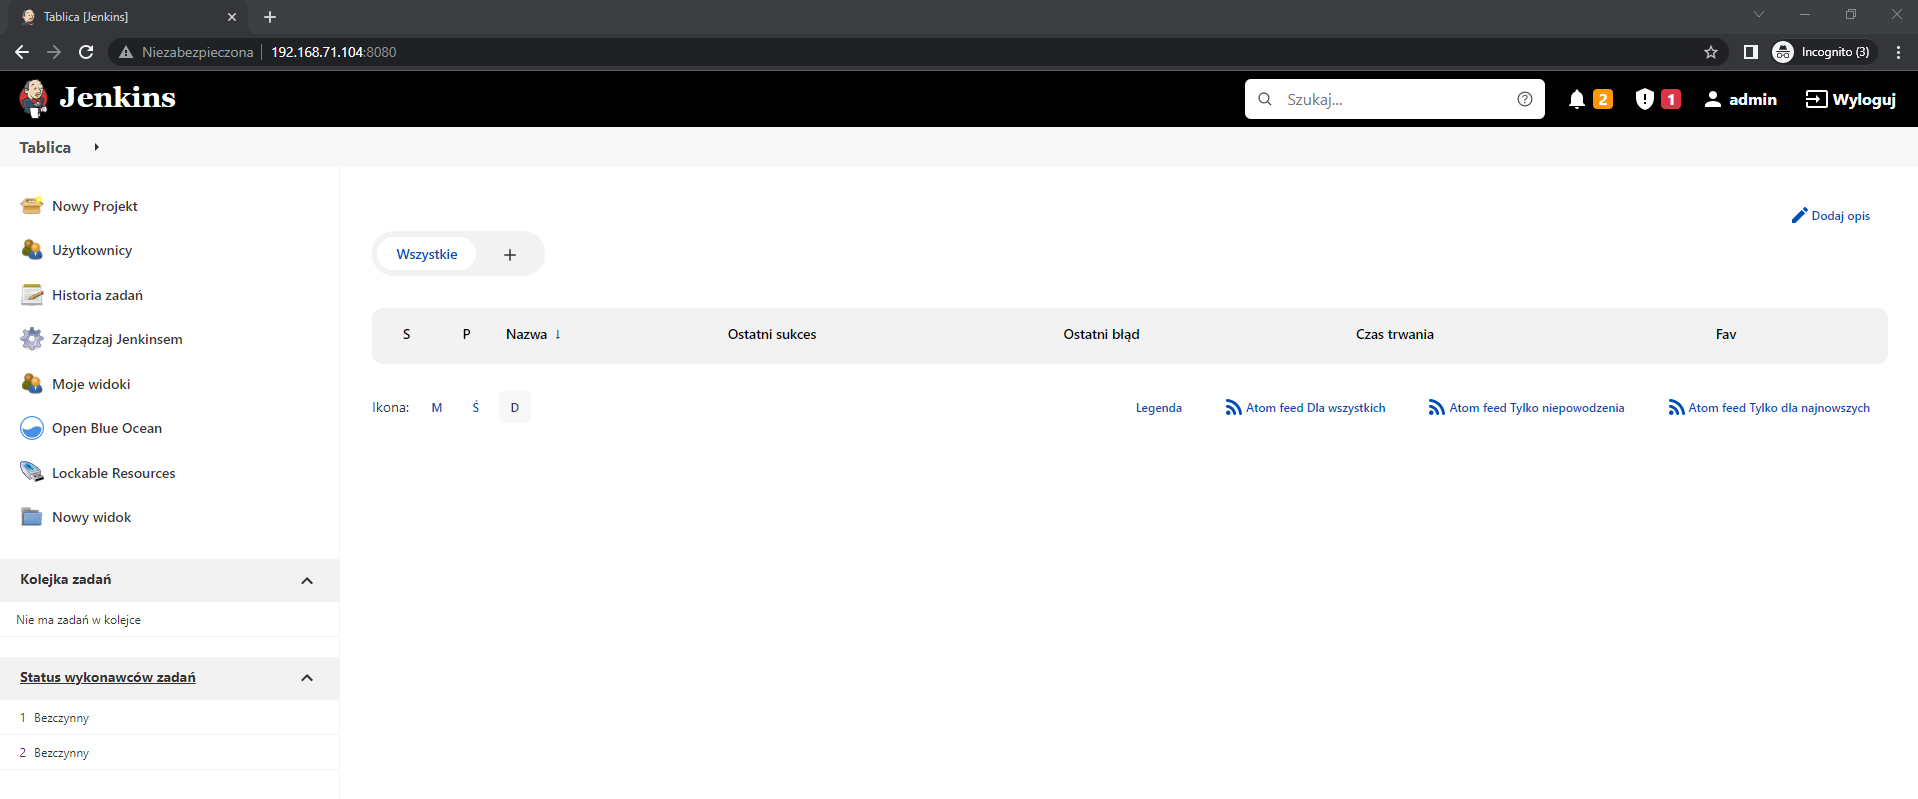 Tablica [Jenkins]
Niezabezpieczona 192.168.71.104:8080 Incognito (3)
Jenkins
Szukaj... 2 1 admin Wyloguj
Tablica
Nowy Projekt
Użytkownicy
Historia zadań
Zarządzaj Jenkinsem
Moje widoki
Open Blue Ocean
Lockable Resources
Nowy widok
Kolejka zadań
Nie ma zadań w kolejce
Status wykonawców zadań
1 Bezczynny
2 Bezczynny
Dodaj opis
Wszystkie +
S P Nazwa ↓ Ostatni sukces Ostatni błąd Czas trwania Fav
Ikona: M Ś D Legenda Atom feed Dla wszystkich Atom feed Tylko niepowodzenia Atom feed Tylko dla najnowszych